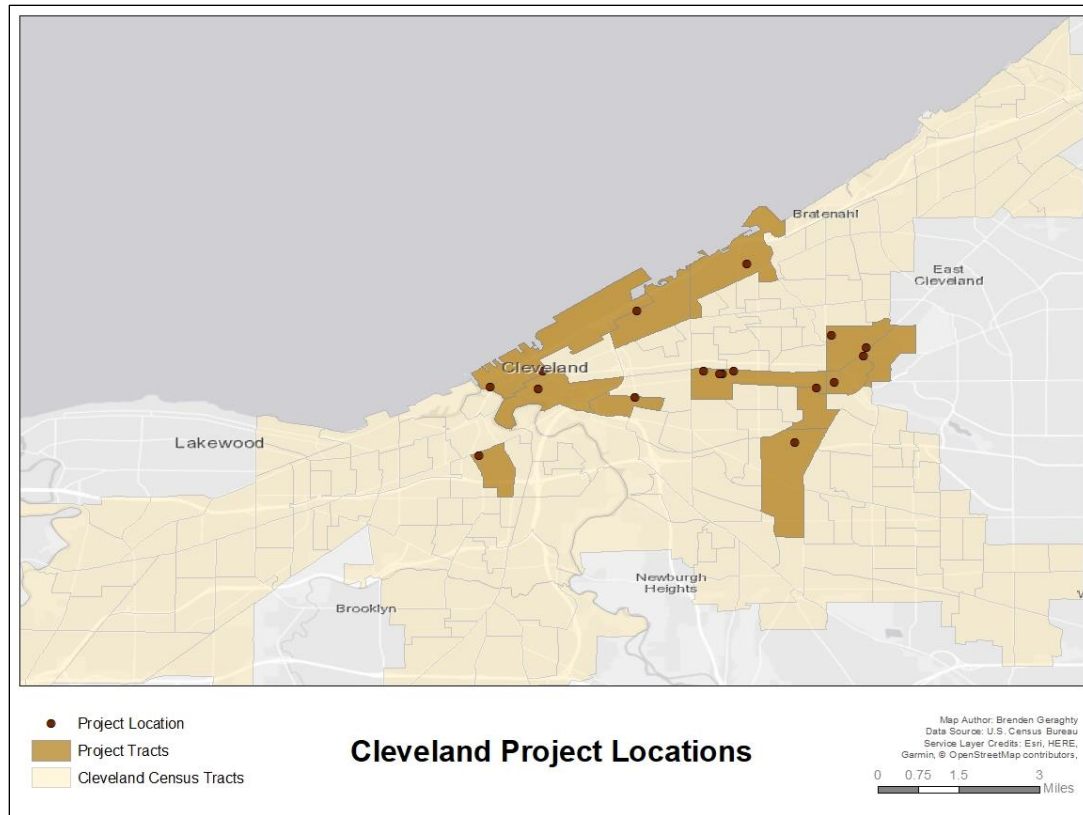 Bratenahl
East
Cleveland
Cleveland
Lakewood
Newburgh
Heights
Brooklyn
W
Project Location
Project Tracts
Cleveland Census Tracts
Cleveland Project Locations
Map Author: Brenden Geraghty
Data Source: U.S. Census Bureau
Service Layer Credits: Esri, HERE,
Garmin, © OpenStreetMap contributors,
0 0.75 1.5 3
Miles